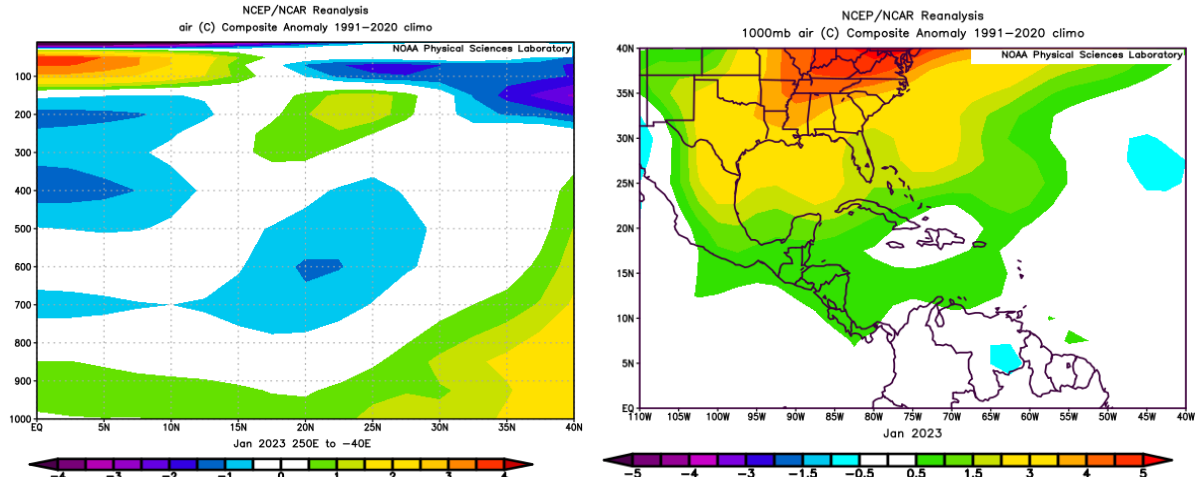 NCEP/NCAR Reanalysis
air (C) Composite Anomaly 1991-2020 climo
NOAA Physical Sciences Laboratory
100
200
300
400
500
600
700
800
900
1000
EQ 5N 10N 15N 20N 25N 30N 35N 40N
Jan 2023 250E to -40E
-4 -3 -2 -1 0 1 2 3 4
NCEP/NCAR Reanalysis
1000mb air (C) Composite Anomaly 1991-2020 climo
NOAA Physical Sciences Laboratory
40N
35N
30N
25N
20N
15N
10N
5N
EQ
110W 105W 100W 95W 90W 85W 80W 75W 70W 65W 60W 55W 50W 45W 40W
Jan 2023
-5 -4 -3 -1.5 -0.5 0.5 1.5 3 4 5